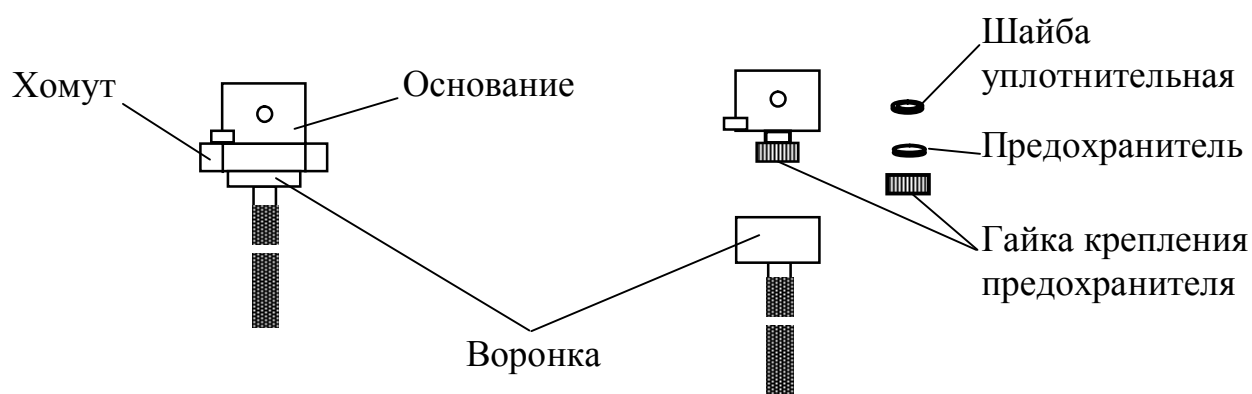 Хомут
Основание
Шайба
уплотнительная
Предохранитель
Гайка крепления
предохранителя
Воронка